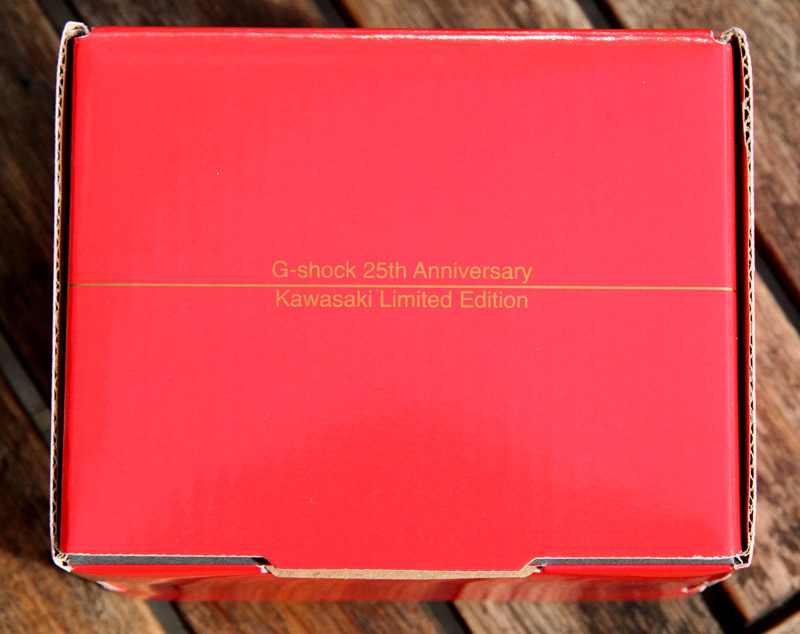 G-shock 25th Anniversary
Kawasaki Limited Edition